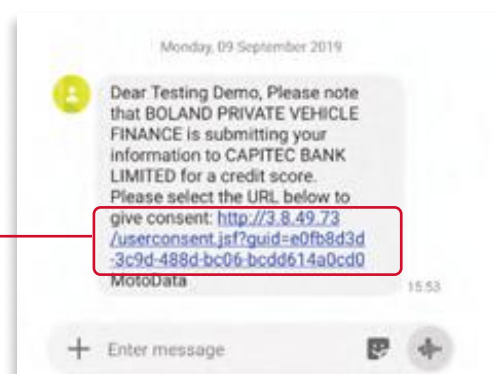 Monday, 09 September 2019
Dear Testing Demo, Please note
that BOLAND PRIVATE VEHICLE
FINANCE is submitting your
information to CAPITEC BANK
LIMITED for a credit score.
Please select the URL below to
give consent: http://3.8.49.73
/userconsent.jsf?guid=e0fb8d3d
-3c9d-488d-bc06-bcdd614a0cd0
MotoData
15:53
Enter message